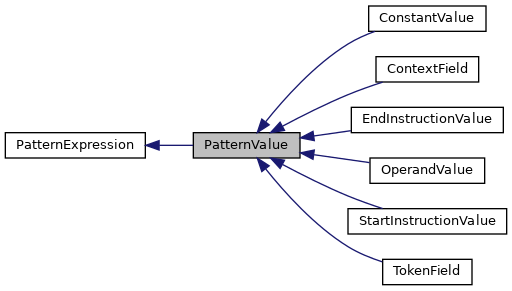 ConstantValue
ContextField
EndInstructionValue
PatternExpression
PatternValue
OperandValue
StartInstructionValue
TokenField